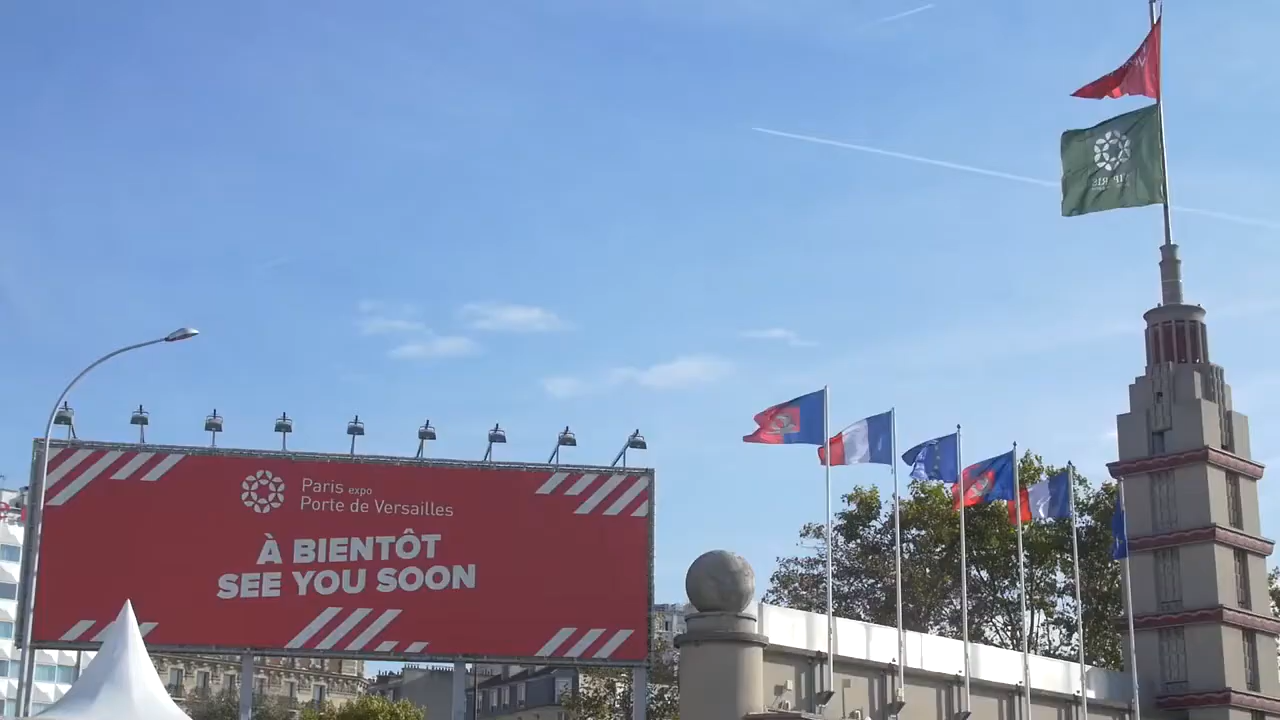 Paris expo
Porte de Versailles
À BIENTÔT
SEE YOU SOON